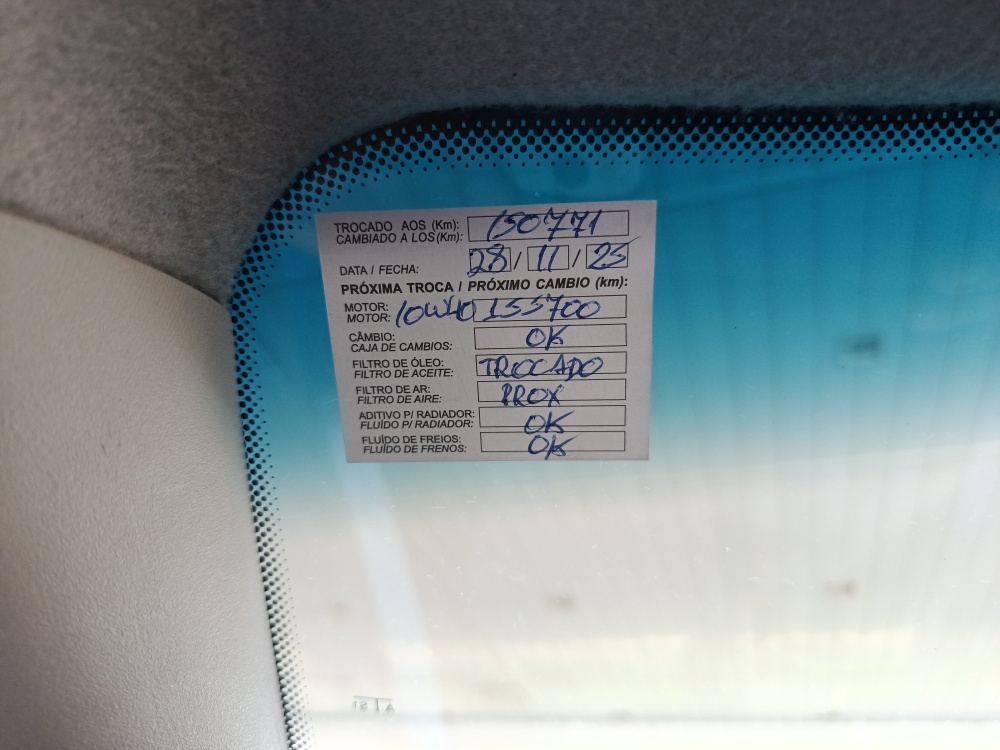 TROCADO AOS (Km): 150771
CAMBIADO A LOS (Km):
DATA / FECHA: 28 / 11 / 25
PRÓXIMA TROCA / PRÓXIMO CAMBIO (km):
MOTOR: 10W40 155700
MOTOR:
CÂMBIO: OK
CAJA DE CAMBIOS:
FILTRO DE ÓLEO: TROCADO
FILTRO DE ACEITE:
FILTRO DE AR: PROX
FILTRO DE AIRE:
ADITIVO P/ RADIADOR: OK
FLUÍDO P/ RADIADOR:
FLUÍDO DE FREIOS: OK
FLUÍDO DE FRENOS: